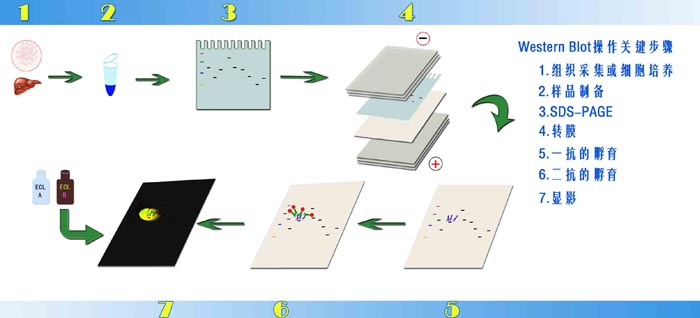 1 2 3 4
Western Blot操作关键步骤
1.组织采集或细胞培养
2.样品制备
3.SDS-PAGE
4.转膜
5.一抗的孵育
6.二抗的孵育
7.显影
ECL A
ECL B
7 6 5